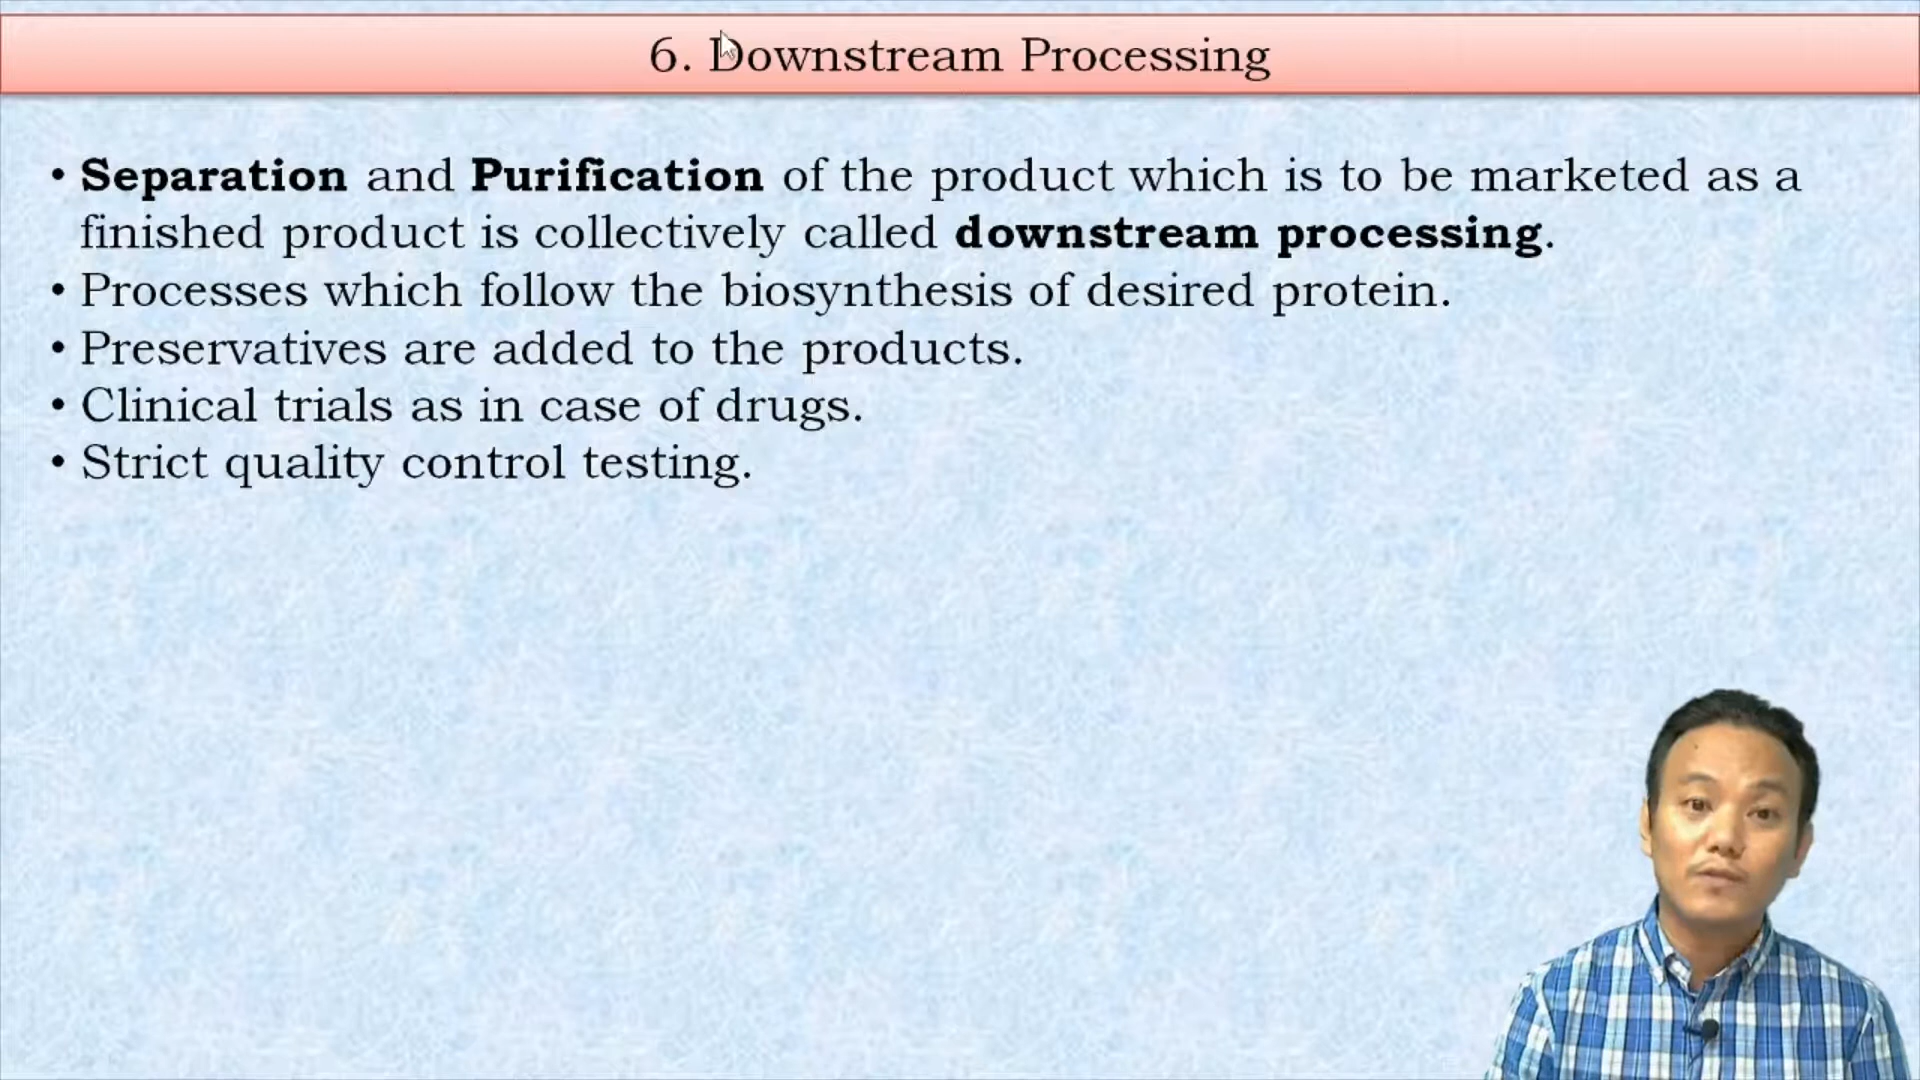 6. Downstream Processing
• Separation and Purification of the product which is to be marketed as a
finished product is collectively called downstream processing.
• Processes which follow the biosynthesis of desired protein.
• Preservatives are added to the products.
• Clinical trials as in case of drugs.
• Strict quality control testing.